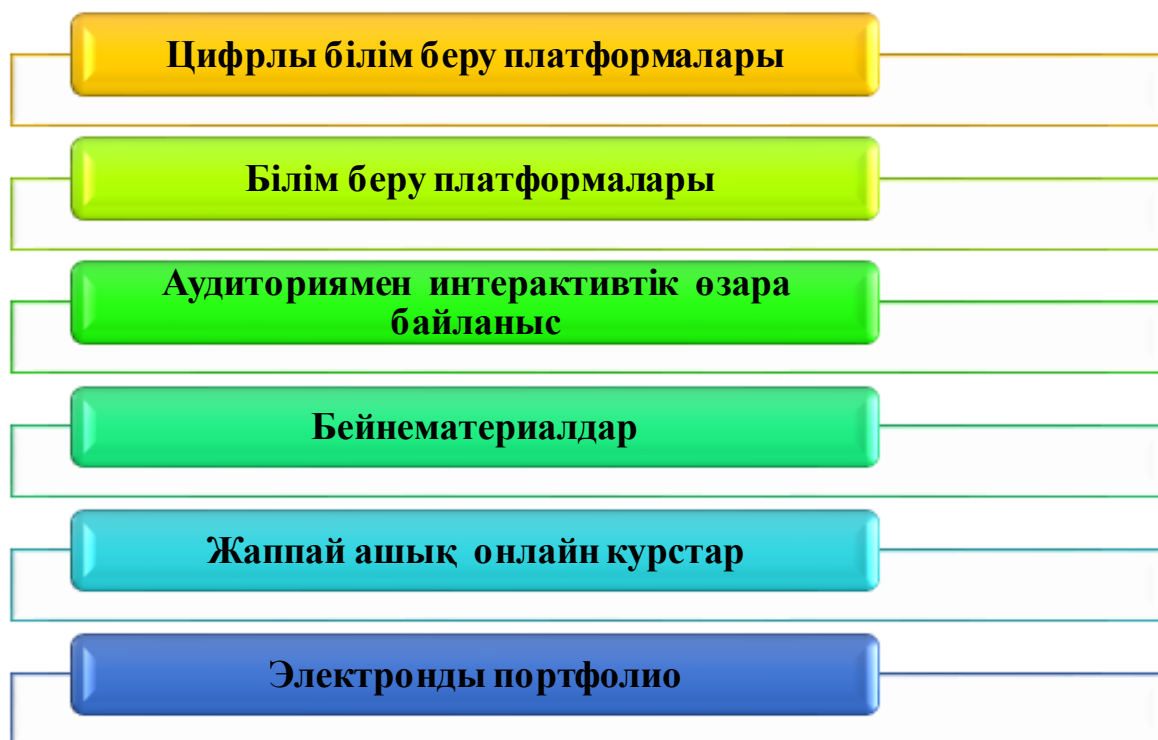 Цифрлы білім беру платформалары
Білім беру платформалары
Аудиториямен интерактивтік өзара
байланыс
Бейнематериалдар
Жаппай ашық онлайн курстар
Электронды портфолио